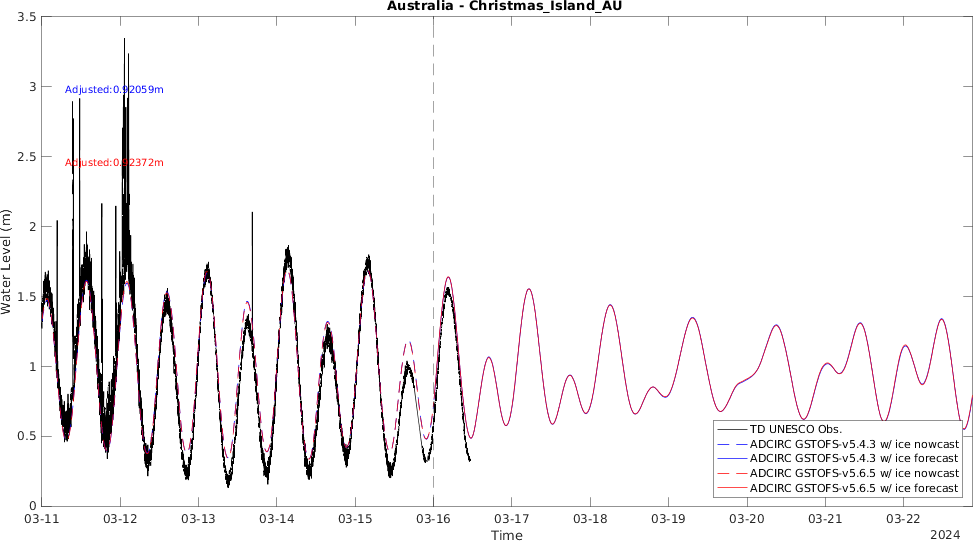 Australia - Christmas_Island_AU
3.5
3
2.5
2
1.5
1
0.5
0
Water Level (m)
Adjusted:0.92059m
Adjusted:0.92372m
TD UNESCO Obs.
ADCIRC GSTOFS-v5.4.3 w/ ice nowcast
ADCIRC GSTOFS-v5.4.3 w/ ice forecast
ADCIRC GSTOFS-v5.6.5 w/ ice nowcast
ADCIRC GSTOFS-v5.6.5 w/ ice forecast
03-11 03-12 03-13 03-14 03-15 03-16 03-17 03-18 03-19 03-20 03-21 03-22
Time
2024